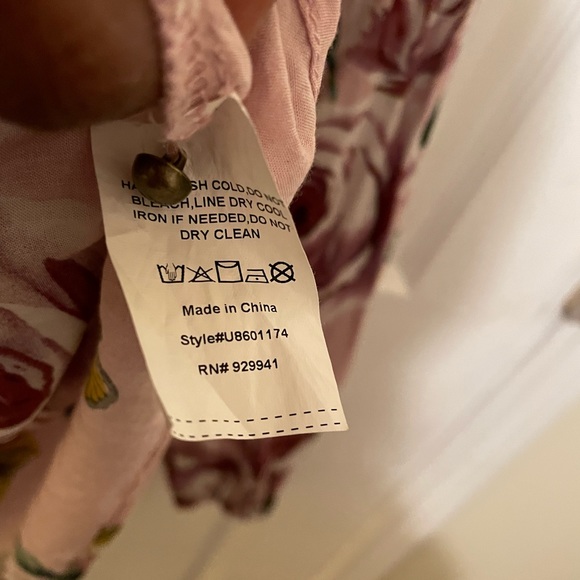 SH COLD,DO NOT
BLEACH,LINE DRY COOL
IRON IF NEEDED,DO NOT
DRY CLEAN
Made in China
Style#U8601174
RN# 929941